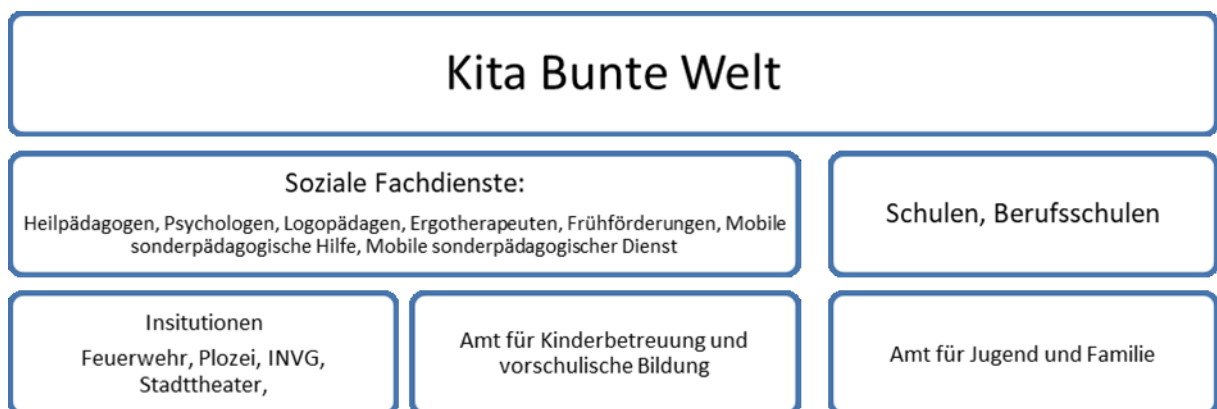 Kita Bunte Welt
Soziale Fachdienste:
Heilpädagogen, Psychologen, Logopädagen, Ergotherapeuten, Frühförderungen, Mobile
sonderpädagogische Hilfe, Mobile sonderpädagogischer Dienst
Schulen, Berufsschulen
Insitutionen
Feuerwehr, Plozei, INVG,
Stadttheater,
Amt für Kinderbetreuung und
vorschulische Bildung
Amt für Jugend und Familie